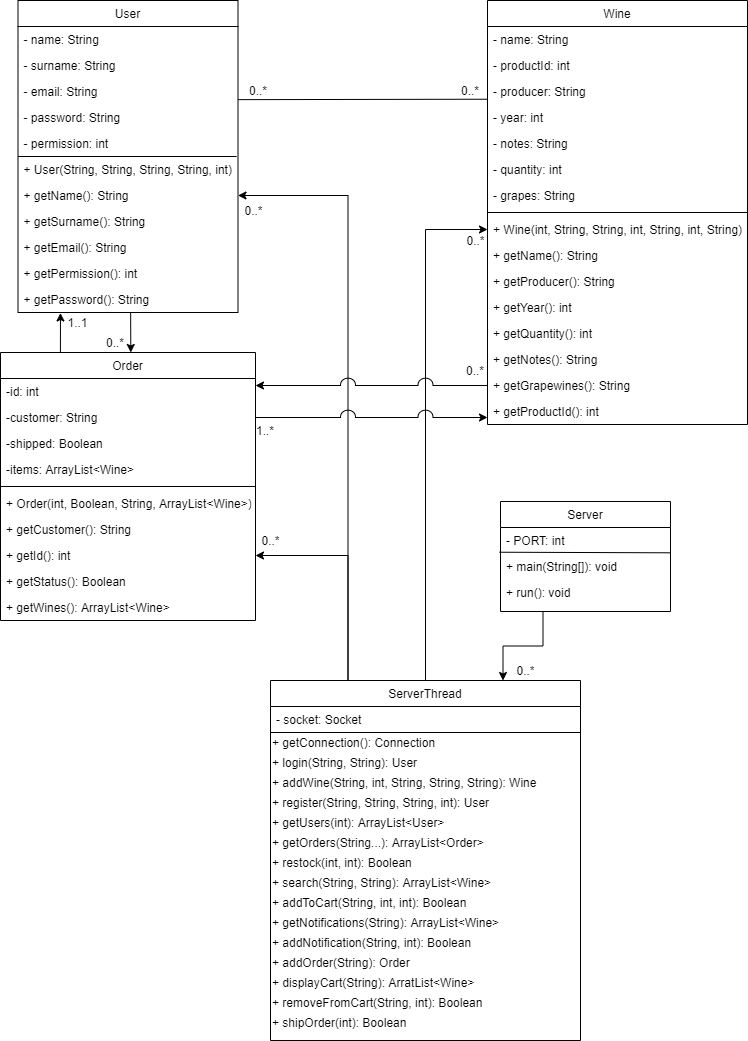 User
- name: String
- surname: String
- email: String
- password: String
- permission: int
+ User(String, String, String, String, int)
+ getName(): String
+ getSurname(): String
+ getEmail(): String
+ getPermission(): int
+ getPassword(): String
0..*
0..*
Wine
- name: String
- productId: int
- producer: String
- year: int
- notes: String
- quantity: int
- grapes: String
+ Wine(int, String, String, int, String, int, String)
+ getName(): String
+ getProducer(): String
+ getYear(): int
+ getQuantity(): int
+ getNotes(): String
+ getGrapewines(): String
+ getProductId(): int
0..*
0..*
1..1
0..*
0..*
1..*
Order
-id: int
-customer: String
-shipped: Boolean
-items: ArrayList<Wine>
+ Order(int, Boolean, String, ArrayList<Wine>)
+ getCustomer(): String
+ getId(): int
+ getStatus(): Boolean
+ getWines(): ArrayList<Wine>
0..*
Server
- PORT: int
+ main(String[]): void
+ run(): void
0..*
ServerThread
- socket: Socket
+ getConnection(): Connection
+ login(String, String): User
+ addWine(String, int, String, String, String): Wine
+ register(String, String, String, int): User
+ getUsers(int): ArrayList<User>
+ getOrders(String...): ArrayList<Order>
+ restock(int, int): Boolean
+ search(String, String): ArrayList<Wine>
+ addToCart(String, int, int): Boolean
+ getNotifications(String): ArrayList<Wine>
+ addNotification(String, int): Boolean
+ addOrder(String): Order
+ displayCart(String): ArratList<Wine>
+ removeFromCart(String, int): Boolean
+ shipOrder(int): Boolean